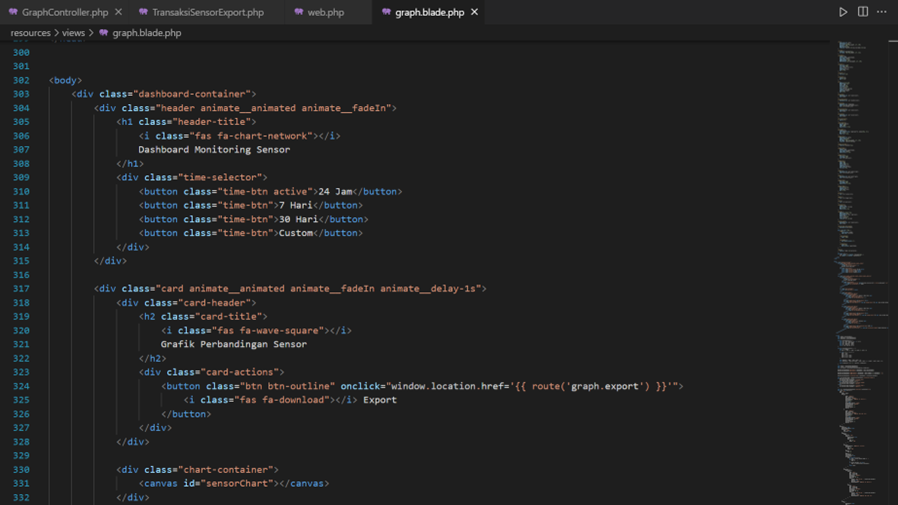 GraphController.php
TransaksiSensorExport.php
web.php
graph.blade.php
resources > views > graph.blade.php
300
301
302 <body>
303 <div class="dashboard-container">
304 <div class="header animate__animated animate__fadeIn">
305 <h1 class="header-title">
306 <i class="fas fa-chart-network"></i>
307 Dashboard Monitoring Sensor
308 </h1>
309 <div class="time-selector">
310 <button class="time-btn active">24 Jam</button>
311 <button class="time-btn">7 Hari</button>
312 <button class="time-btn">30 Hari</button>
313 <button class="time-btn">Custom</button>
314 </div>
315 </div>
316
317 <div class="card animate__animated animate__fadeIn animate__delay-1s">
318 <div class="card-header">
319 <h2 class="card-title">
320 <i class="fas fa-wave-square"></i>
321 Grafik Perbandingan Sensor
322 </h2>
323 <div class="card-actions">
324 <button class="btn btn-outline" onclick="window.location.href='{{ route('graph.export') }}'">
325 <i class="fas fa-download"></i> Export
326 </button>
327 </div>
328 </div>
329
330 <div class="chart-container">
331 <canvas id="sensorChart"></canvas>
332 </div>